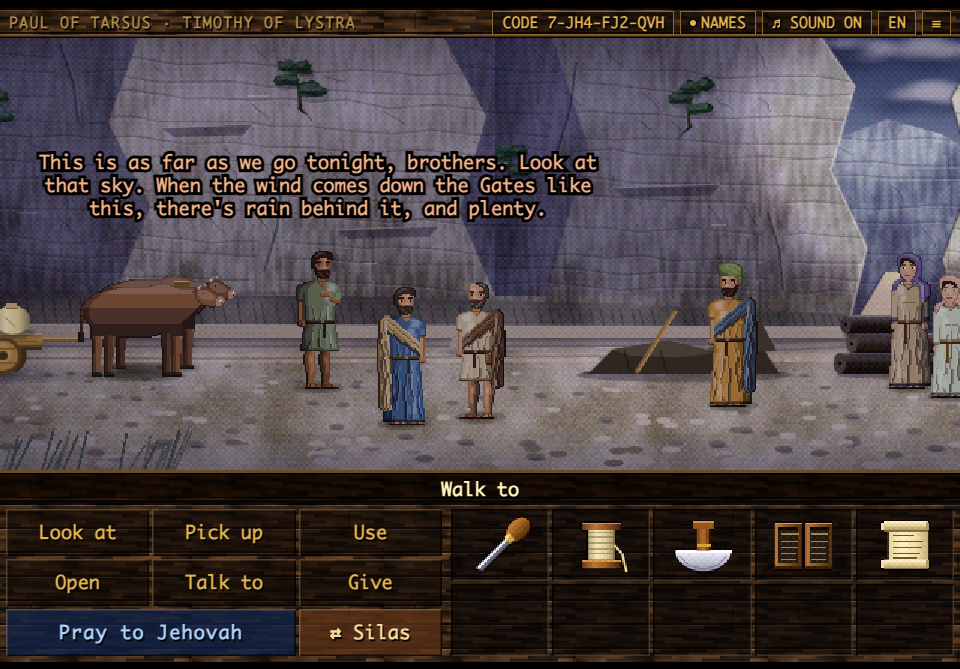 PAUL OF TARSUS · TIMOTHY OF LYSTRA
CODE 7-JH4-FJ2-QVH
• NAMES
♬ SOUND ON
EN
≡
This is as far as we go tonight, brothers. Look at
that sky. When the wind comes down the Gates like
this, there's rain behind it, and plenty.
Walk to
Look at
Pick up
Use
Open
Talk to
Give
Pray to Jehovah
⇄ Silas